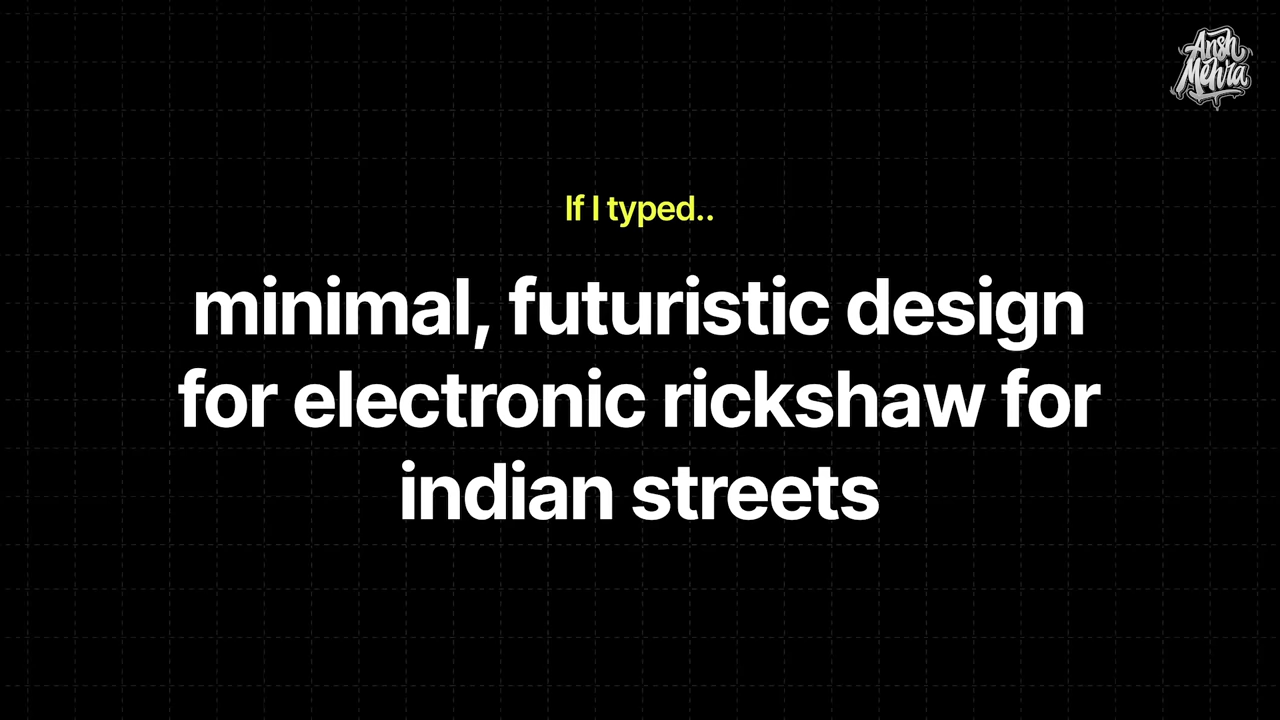 Ansh
Mehra
If I typed..
minimal, futuristic design
for electronic rickshaw for
indian streets